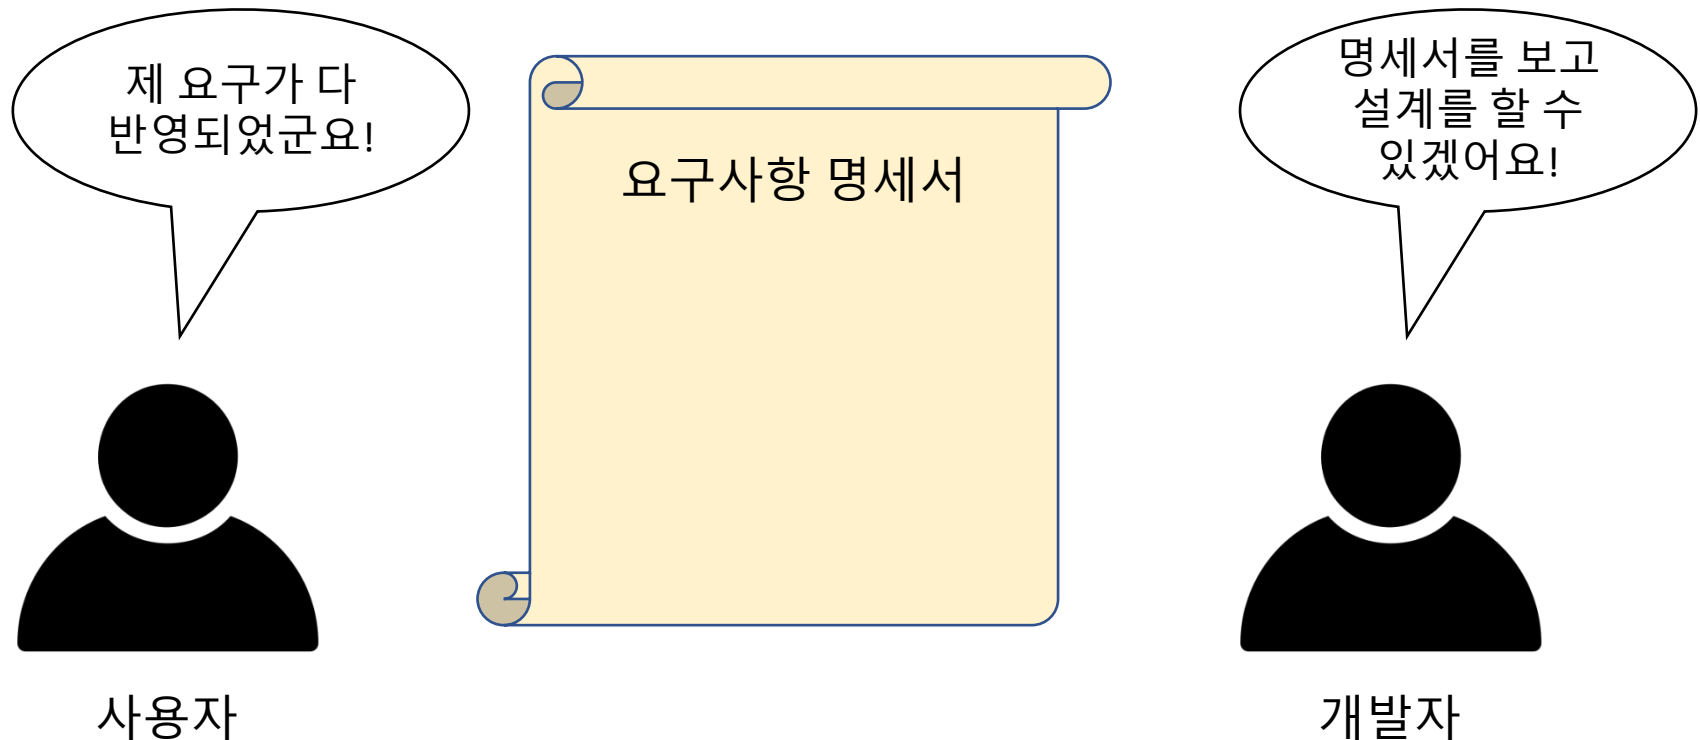 제 요구가 다
반영되었군요!
요구사항 명세서
명세서를 보고
설계를 할 수
있겠어요!
사용자
개발자